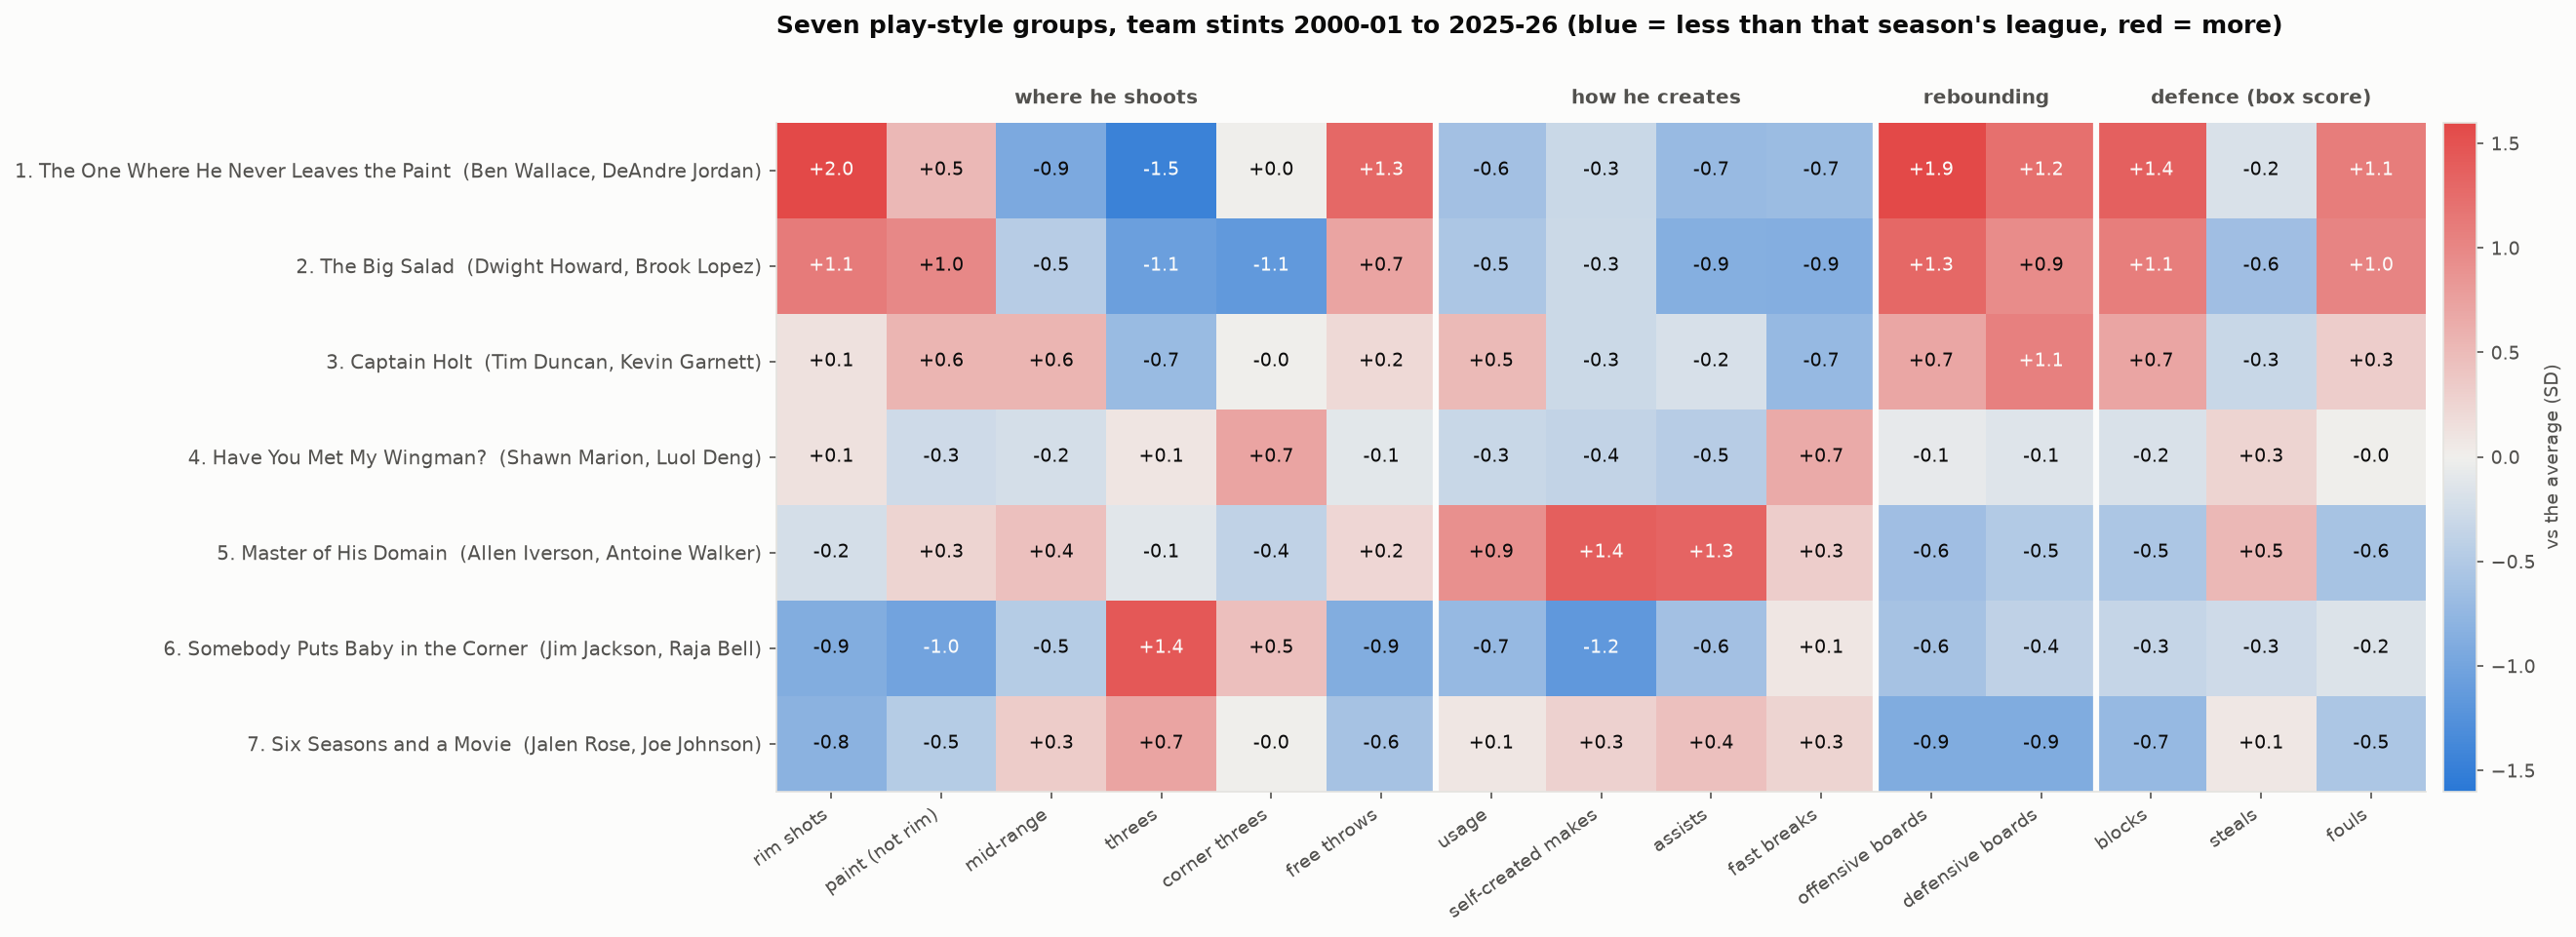 Seven play-style groups, team stints 2000-01 to 2025-26 (blue = less than that season's league, red = more)
where he shoots how he creates rebounding defence (box score)
1. The One Where He Never Leaves the Paint (Ben Wallace, DeAndre Jordan) +2.0 +0.5 -0.9 -1.5 +0.0 +1.3 -0.6 -0.3 -0.7 -0.7 +1.9 +1.2 +1.4 -0.2 +1.1
2. The Big Salad (Dwight Howard, Brook Lopez) +1.1 +1.0 -0.5 -1.1 -1.1 +0.7 -0.5 -0.3 -0.9 -0.9 +1.3 +0.9 +1.1 -0.6 +1.0
3. Captain Holt (Tim Duncan, Kevin Garnett) +0.1 +0.6 +0.6 -0.7 -0.0 +0.2 +0.5 -0.3 -0.2 -0.7 +0.7 +1.1 +0.7 -0.3 +0.3
4. Have You Met My Wingman? (Shawn Marion, Luol Deng) +0.1 -0.3 -0.2 +0.1 +0.7 -0.1 -0.3 -0.4 -0.5 +0.7 -0.1 -0.1 -0.2 +0.3 -0.0
5. Master of His Domain (Allen Iverson, Antoine Walker) -0.2 +0.3 +0.4 -0.1 -0.4 +0.2 +0.9 +1.4 +1.3 +0.3 -0.6 -0.5 -0.5 +0.5 -0.6
6. Somebody Puts Baby in the Corner (Jim Jackson, Raja Bell) -0.9 -1.0 -0.5 +1.4 +0.5 -0.9 -0.7 -1.2 -0.6 +0.1 -0.6 -0.4 -0.3 -0.3 -0.2
7. Six Seasons and a Movie (Jalen Rose, Joe Johnson) -0.8 -0.5 +0.3 +0.7 -0.0 -0.6 +0.1 +0.3 +0.4 +0.3 -0.9 -0.9 -0.7 +0.1 -0.5
rim shots
paint (not rim)
mid-range
threes
corner threes
free throws
usage
self-created makes
assists
fast breaks
offensive boards
defensive boards
blocks
steals
fouls
1.5
1.0
0.5
0.0
−0.5
−1.0
−1.5
vs the average (SD)